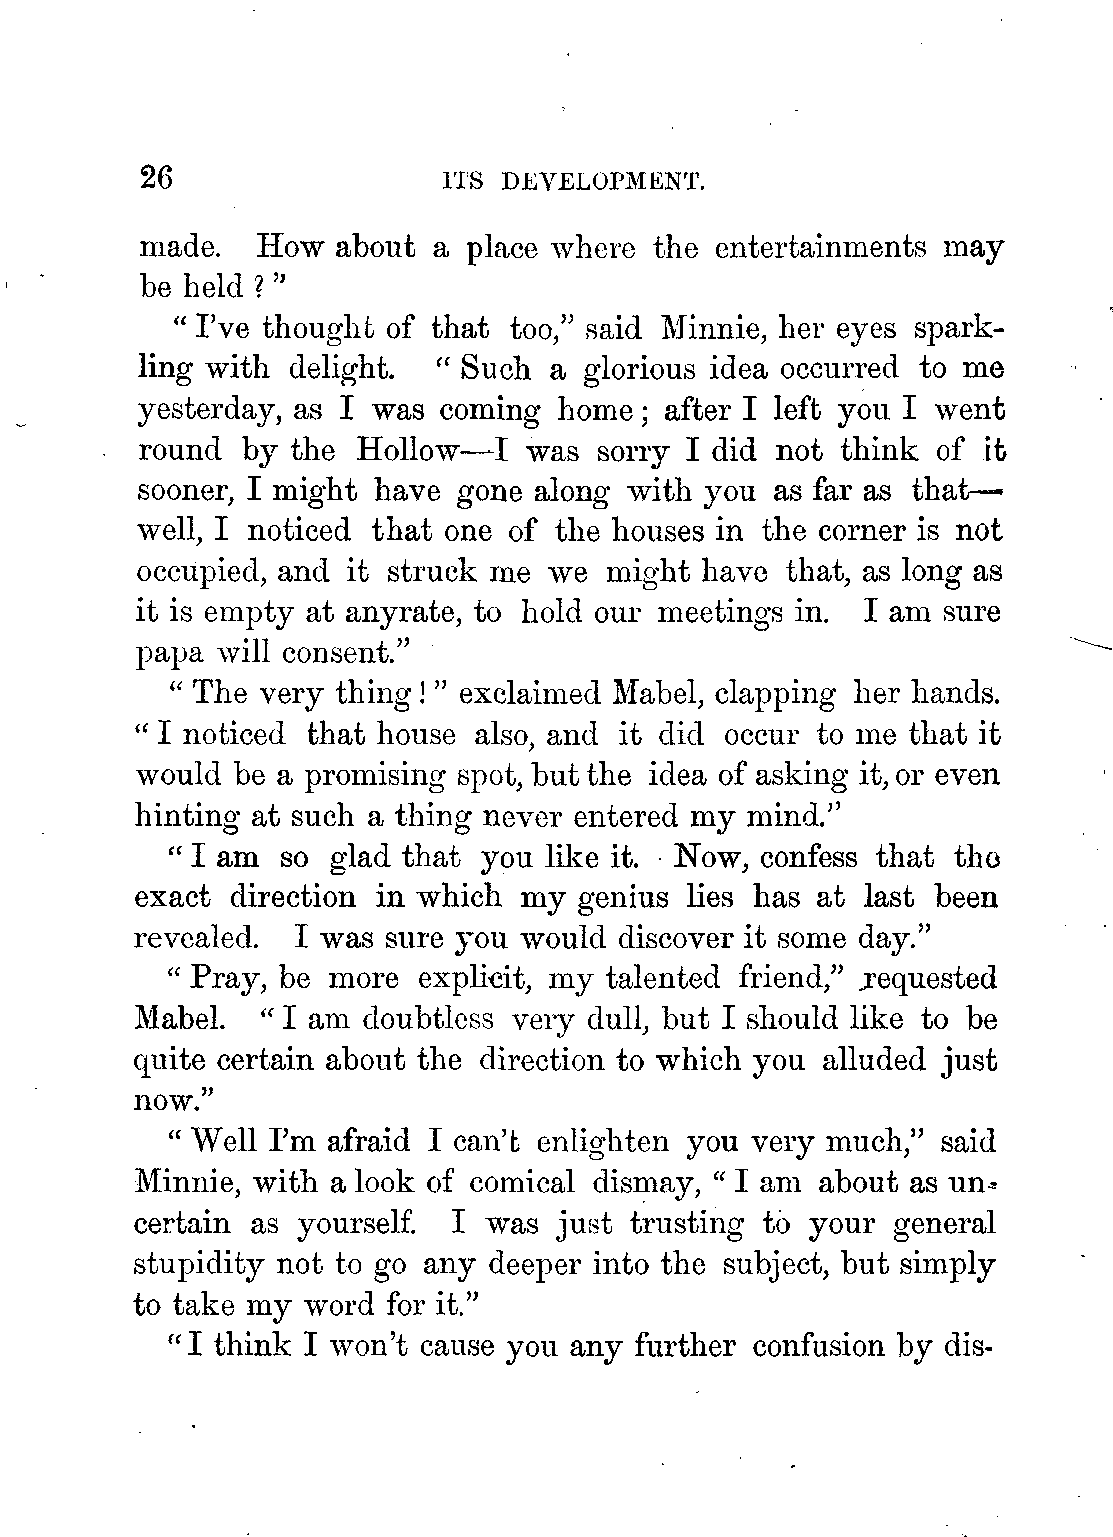 26 ITS DEVELOPMENT.
made. How about a place where the entertainments may
be held ? ”
“ I’ve thought of that too,” said Minnie, her eyes spark-
ling with delight. “ Such a glorious idea occurred to me
yesterday, as I was coming home ; after I left you I went
round by the Hollow—I was sorry I did not think of it
sooner, I might have gone along with you as far as that—
well, I noticed that one of the houses in the corner is not
occupied, and it struck me we might have that, as long as
it is empty at anyrate, to hold our meetings in. I am sure
papa will consent.”
“ The very thing ! ” exclaimed Mabel, clapping her hands.
“ I noticed that house also, and it did occur to me that it
would be a promising spot, but the idea of asking it, or even
hinting at such a thing never entered my mind.”
“ I am so glad that you like it. Now, confess that the
exact direction in which my genius lies has at last been
revealed. I was sure you would discover it some day.”
“ Pray, be more explicit, my talented friend,” requested
Mabel. “ I am doubtless very dull, but I should like to be
quite certain about the direction to which you alluded just
now.”
“ Well I’m afraid I can’t enlighten you very much,” said
Minnie, with a look of comical dismay, “ I am about as un-
certain as yourself. I was just trusting to your general
stupidity not to go any deeper into the subject, but simply
to take my word for it.”
“ I think I won’t cause you any further confusion by dis-